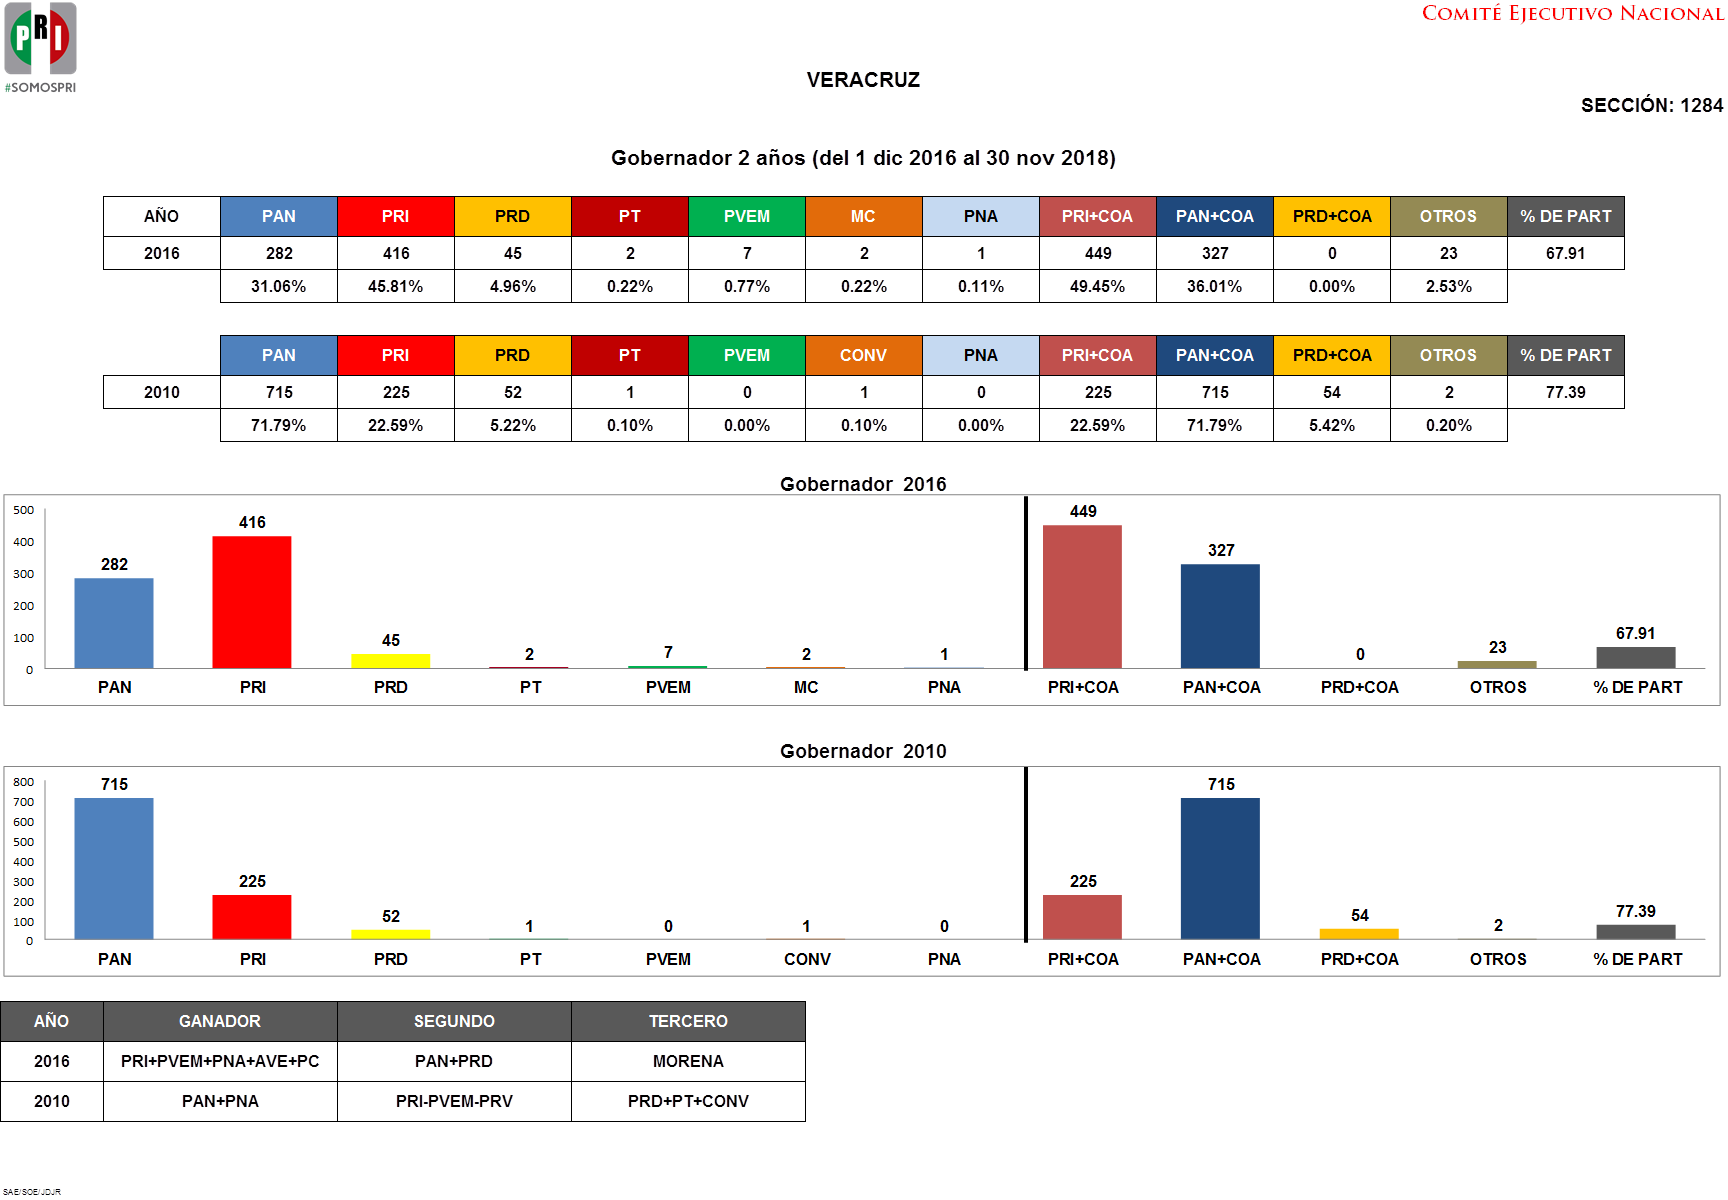 PRI
#SOMOSPRI
COMITÉ EJECUTIVO NACIONAL
VERACRUZ
SECCIÓN: 1284
Gobernador 2 años (del 1 dic 2016 al 30 nov 2018)
AÑO PAN PRI PRD PT PVEM MC PNA PRI+COA PAN+COA PRD+COA OTROS % DE PART
2016 282 416 45 2 7 2 1 449 327 0 23 67.91
31.06% 45.81% 4.96% 0.22% 0.77% 0.22% 0.11% 49.45% 36.01% 0.00% 2.53%
PAN PRI PRD PT PVEM CONV PNA PRI+COA PAN+COA PRD+COA OTROS % DE PART
2010 715 225 52 1 0 1 0 225 715 54 2 77.39
71.79% 22.59% 5.22% 0.10% 0.00% 0.10% 0.00% 22.59% 71.79% 5.42% 0.20%
Gobernador 2016
500
400
300
200
100
0
282 416 45 2 7 2 1 449 327 0 23 67.91
PAN PRI PRD PT PVEM MC PNA PRI+COA PAN+COA PRD+COA OTROS % DE PART
Gobernador 2010
800
700
600
500
400
300
200
100
0
715 225 52 1 0 1 0 225 715 54 2 77.39
PAN PRI PRD PT PVEM CONV PNA PRI+COA PAN+COA PRD+COA OTROS % DE PART
AÑO GANADOR SEGUNDO TERCERO
2016 PRI+PVEM+PNA+AVE+PC PAN+PRD MORENA
2010 PAN+PNA PRI-PVEM-PRV PRD+PT+CONV
SAE/SOE/JDJR